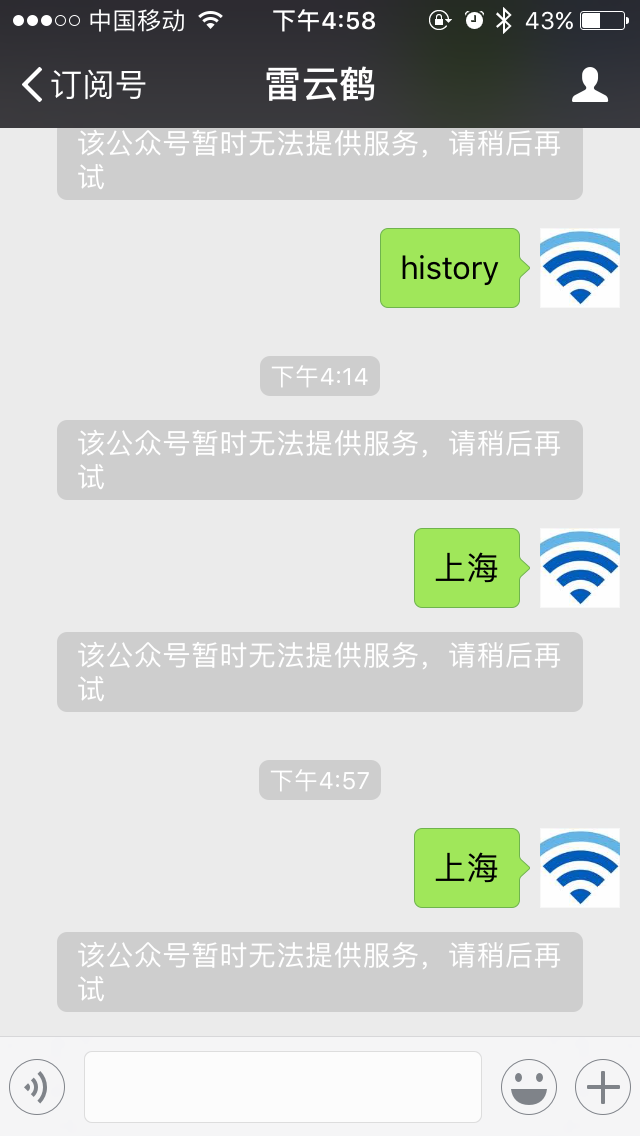 中国移动 下午4:58 43%
订阅号 雷云鹤
该公众号暂时无法提供服务，请稍后再
试
history
下午4:14
该公众号暂时无法提供服务，请稍后再
试
上海
该公众号暂时无法提供服务，请稍后再
试
下午4:57
上海
该公众号暂时无法提供服务，请稍后再
试